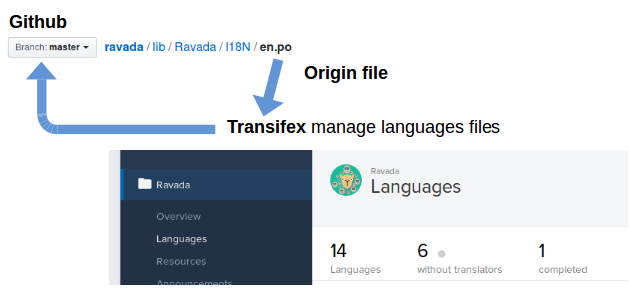 Github
Branch: master
ravada / lib / Ravada / I18N / en.po
Origin file
Transifex manage languages files
Ravada
Overview
Languages
Resources
Announcements
Ravada
Languages
14
Languages
6
without translators
1
completed